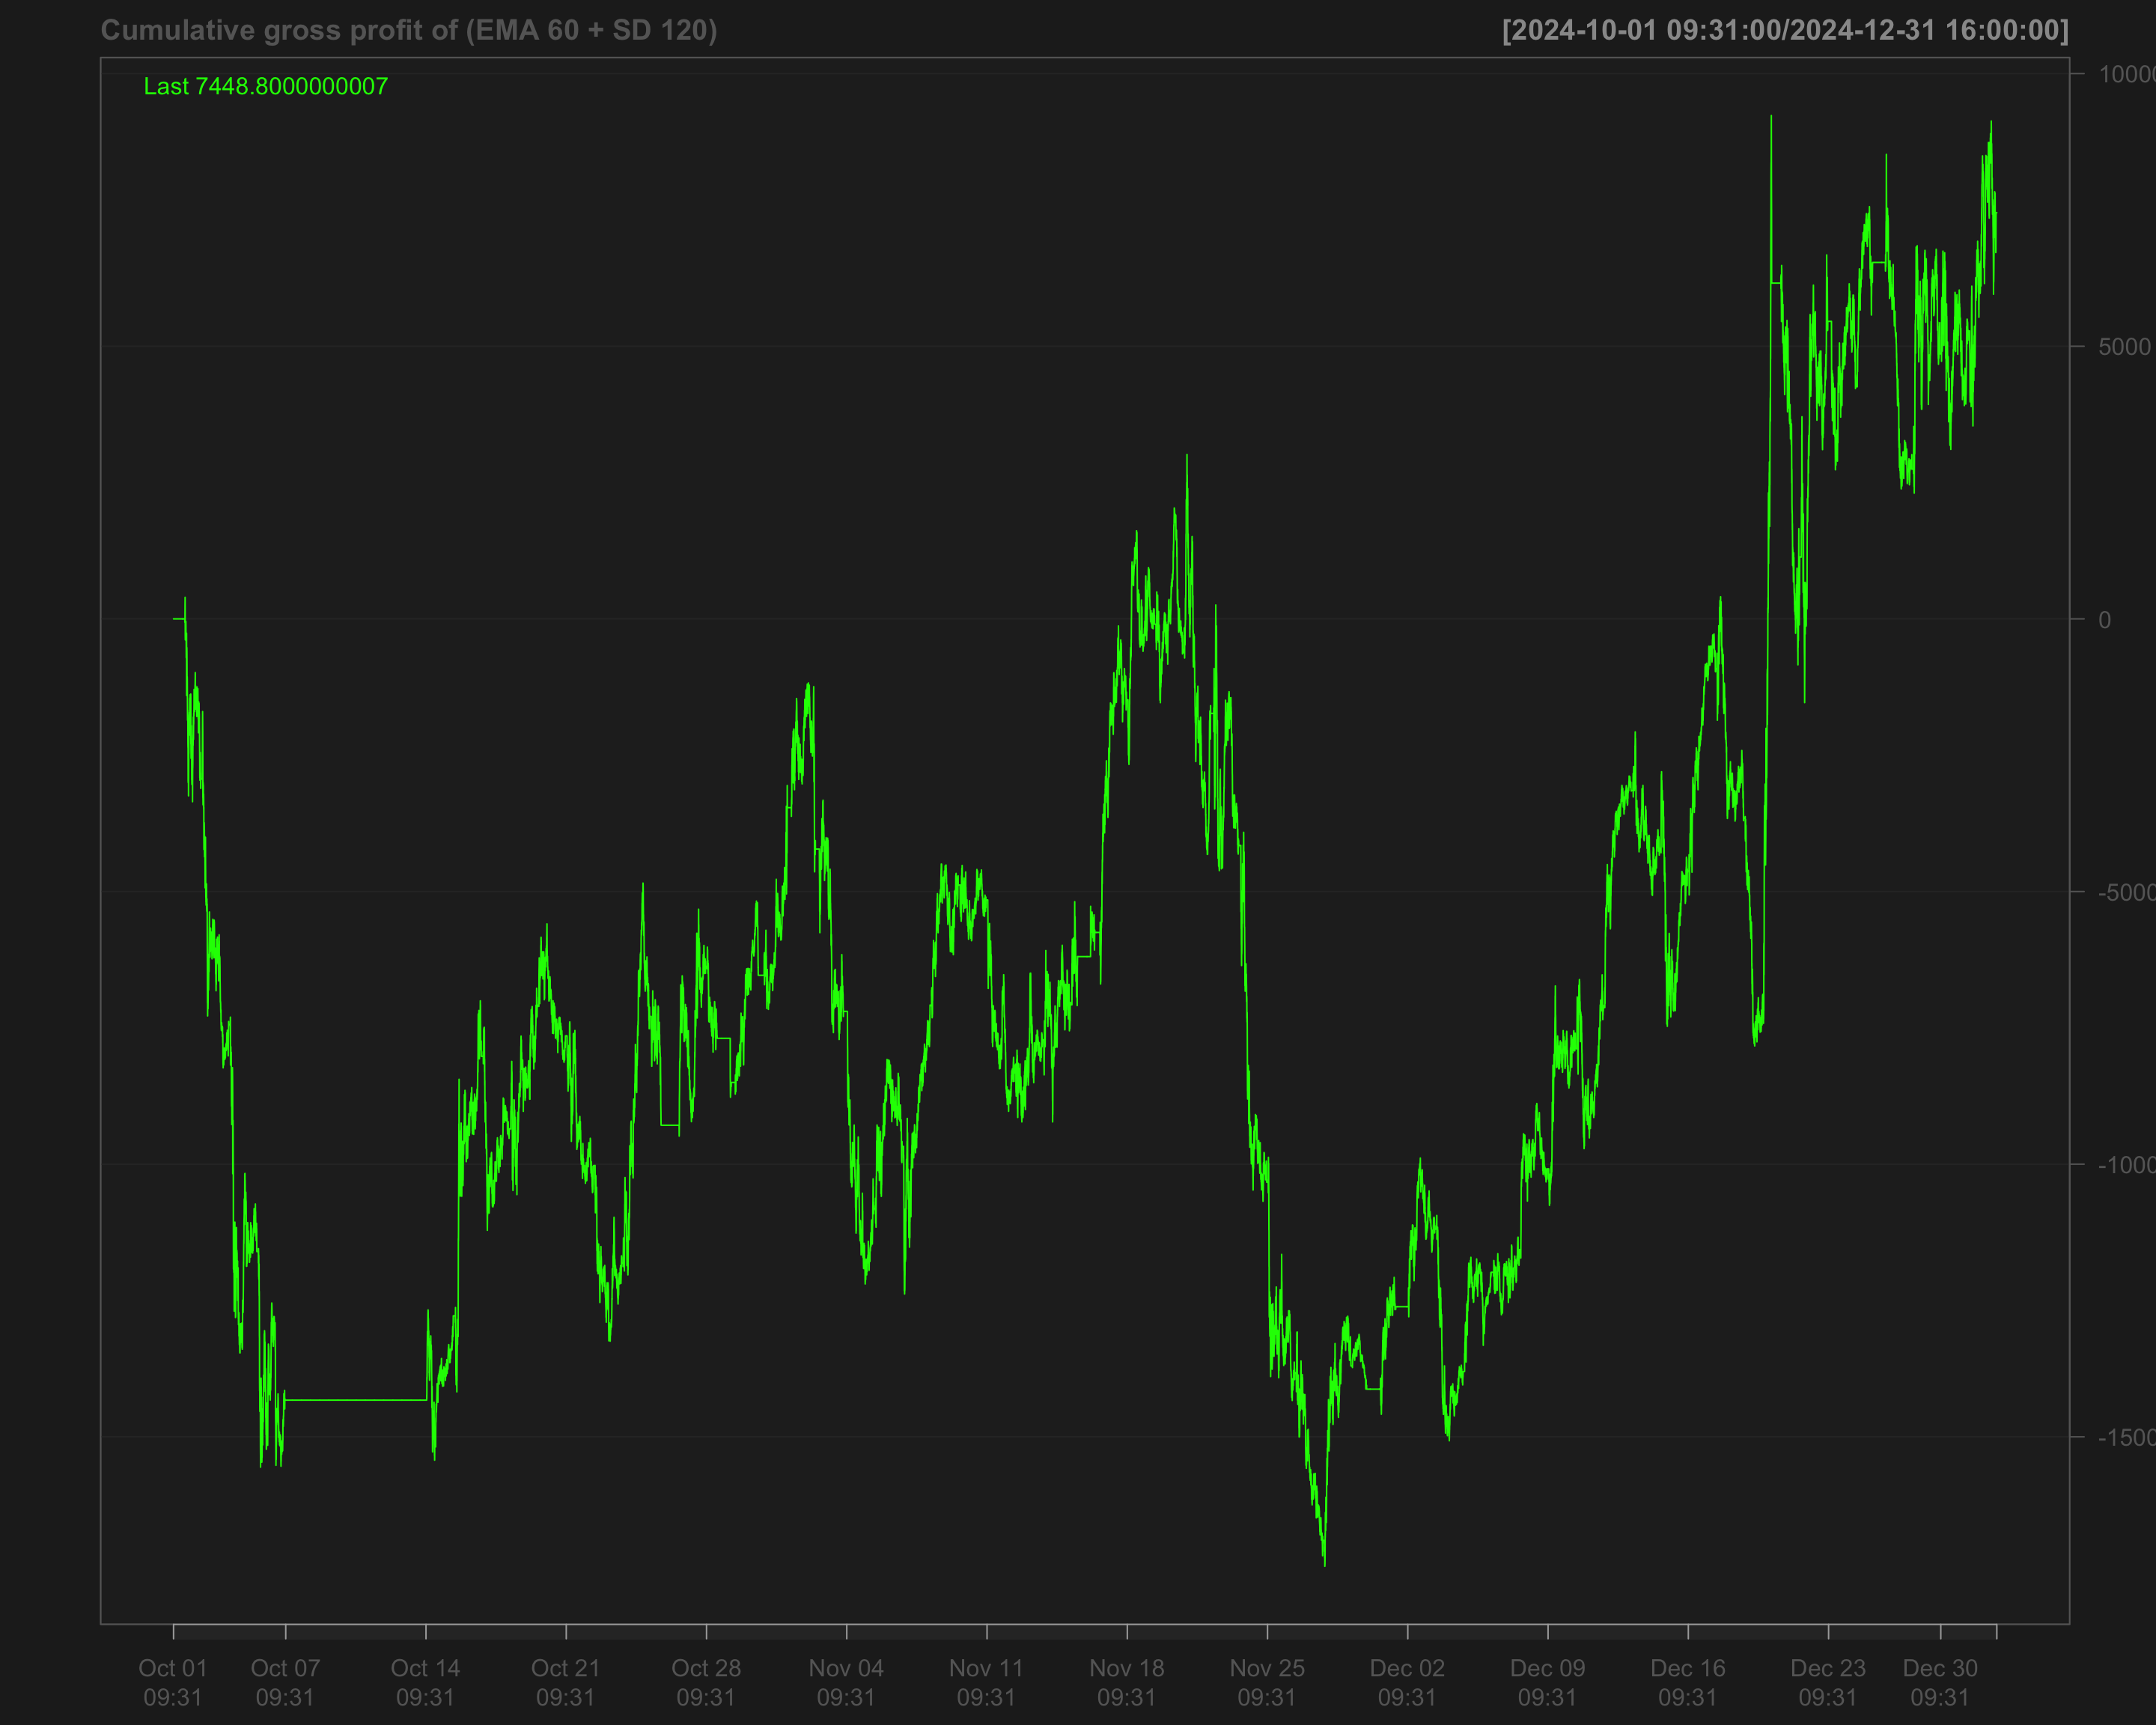 Cumulative gross profit of (EMA 60 + SD 120)
[2024-10-01 09:31:00/2024-12-31 16:00:00]
Last 7448.8000000007
5000
0
Oct 01 Oct 07 Oct 14 Oct 21 Oct 28 Nov 04 Nov 11 Nov 18 Nov 25 Dec 02 Dec 09 Dec 16 Dec 23 Dec 30
09:31 09:31 09:31 09:31 09:31 09:31 09:31 09:31 09:31 09:31 09:31 09:31 09:31 09:31